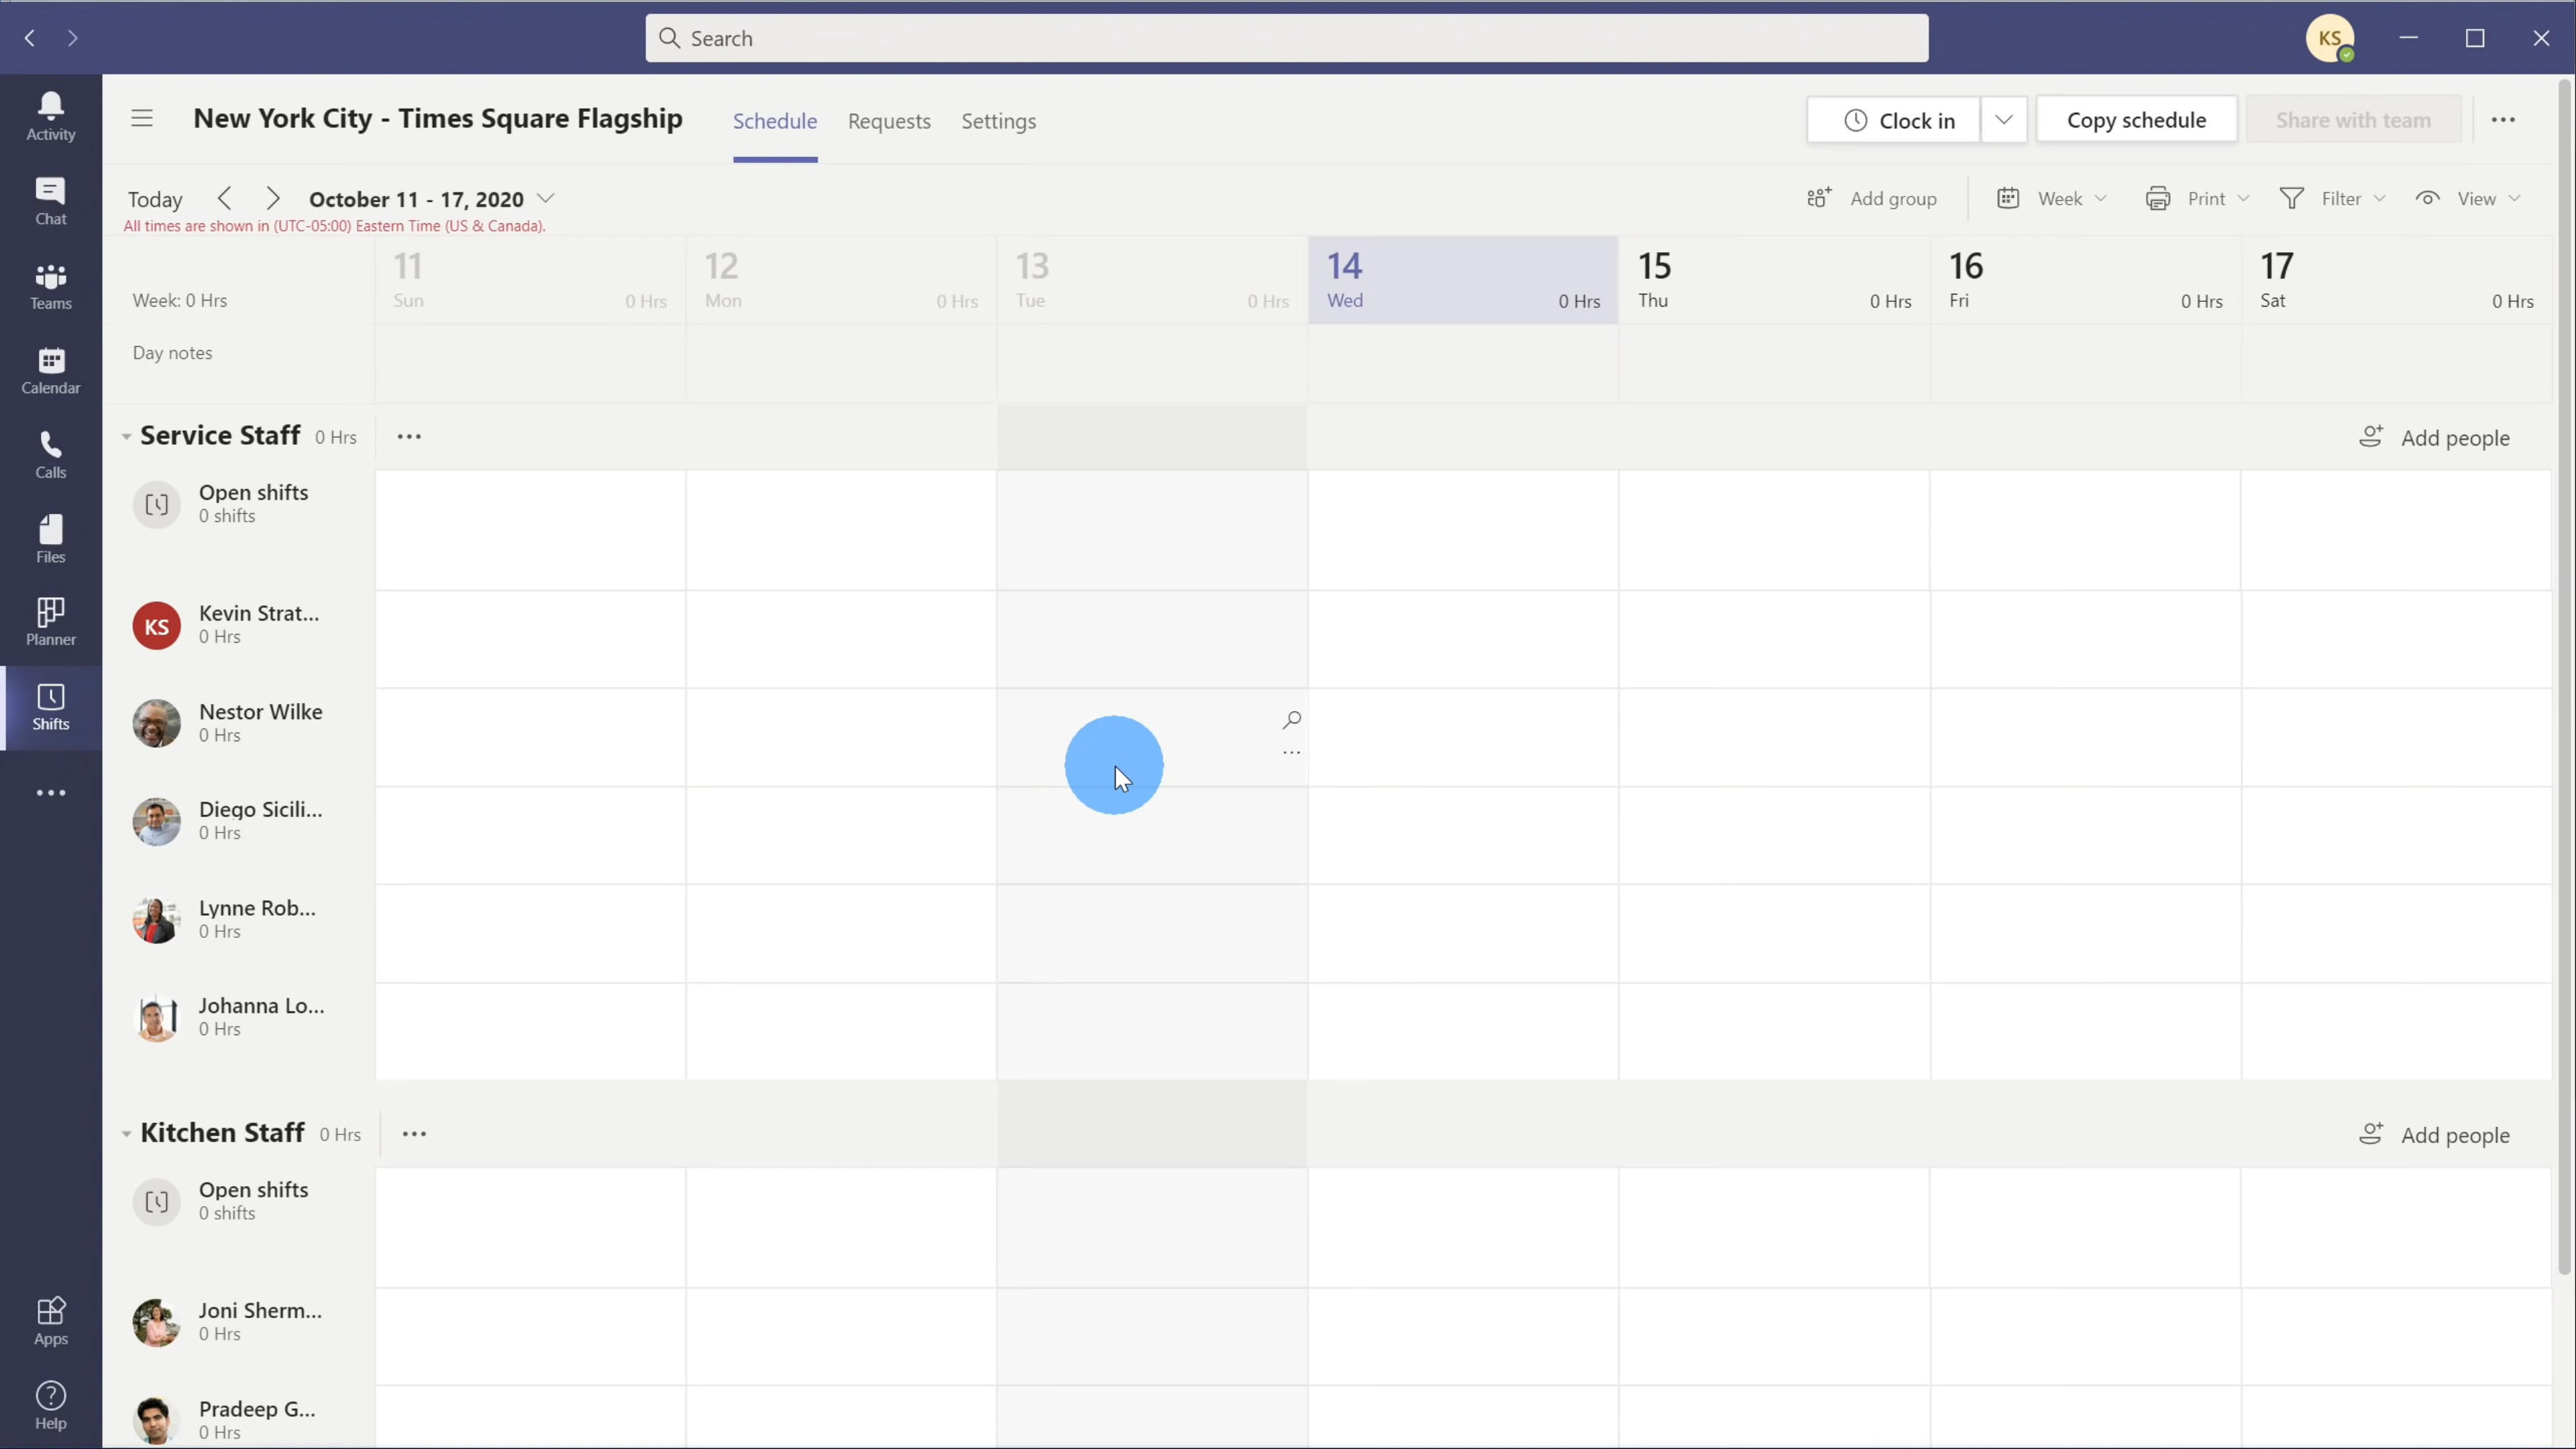 Search
KS
Activity
Chat
Teams
Calendar
Calls
Files
Planner
Shifts
Apps
Help
New York City - Times Square Flagship
Schedule
Requests
Settings
Clock in
Copy schedule
Share with team
Today
October 11 - 17, 2020
All times are shown in (UTC-05:00) Eastern Time (US & Canada).
Add group
Week
Print
Filter
View
Week: 0 Hrs
11
Sun
0 Hrs
12
Mon
0 Hrs
13
Tue
0 Hrs
14
Wed
0 Hrs
15
Thu
0 Hrs
16
Fri
0 Hrs
17
Sat
0 Hrs
Day notes
Service Staff 0 Hrs
Add people
Open shifts
0 shifts
KS
Kevin Strat...
0 Hrs
Nestor Wilke
0 Hrs
Diego Sicili...
0 Hrs
Lynne Rob...
0 Hrs
Johanna Lo...
0 Hrs
Kitchen Staff 0 Hrs
Add people
Open shifts
0 shifts
Joni Sherm...
0 Hrs
Pradeep G...
0 Hrs